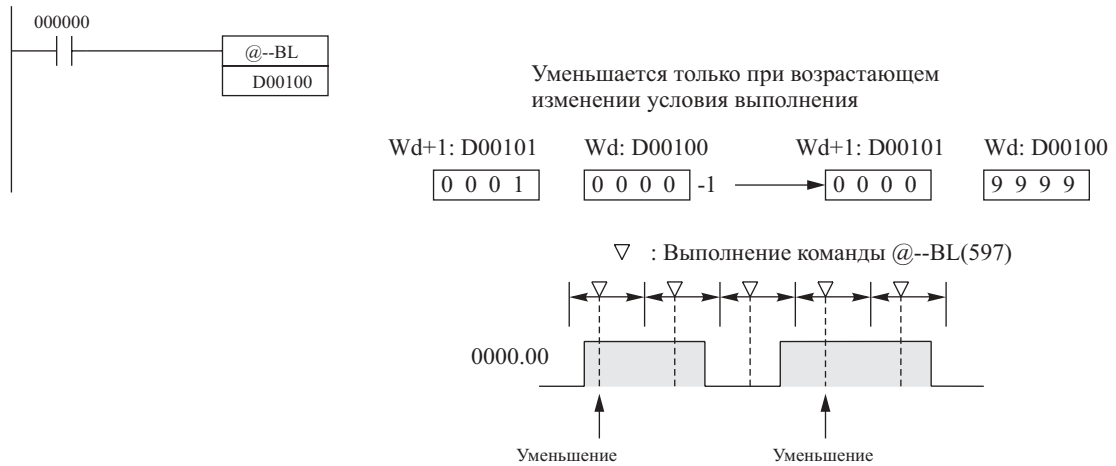 000000
@--BL
D00100
Уменьшается только при возрастающем
изменении условия выполнения
Wd+1: D00101 Wd: D00100 Wd+1: D00101 Wd: D00100
0 0 0 1 0 0 0 0 -1 0 0 0 0 9 9 9 9
: Выполнение команды @--BL(597)
0000.00
Уменьшение Уменьшение